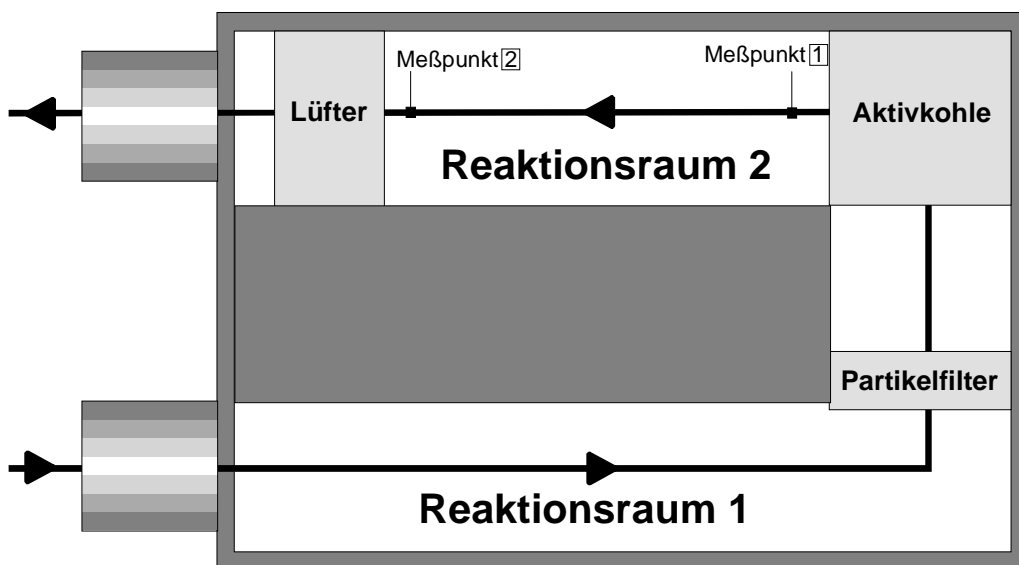 Meßpunkt 2
Meßpunkt 1
Lüfter
Aktivkohle
Reaktionsraum 2
Partikelfilter
Reaktionsraum 1